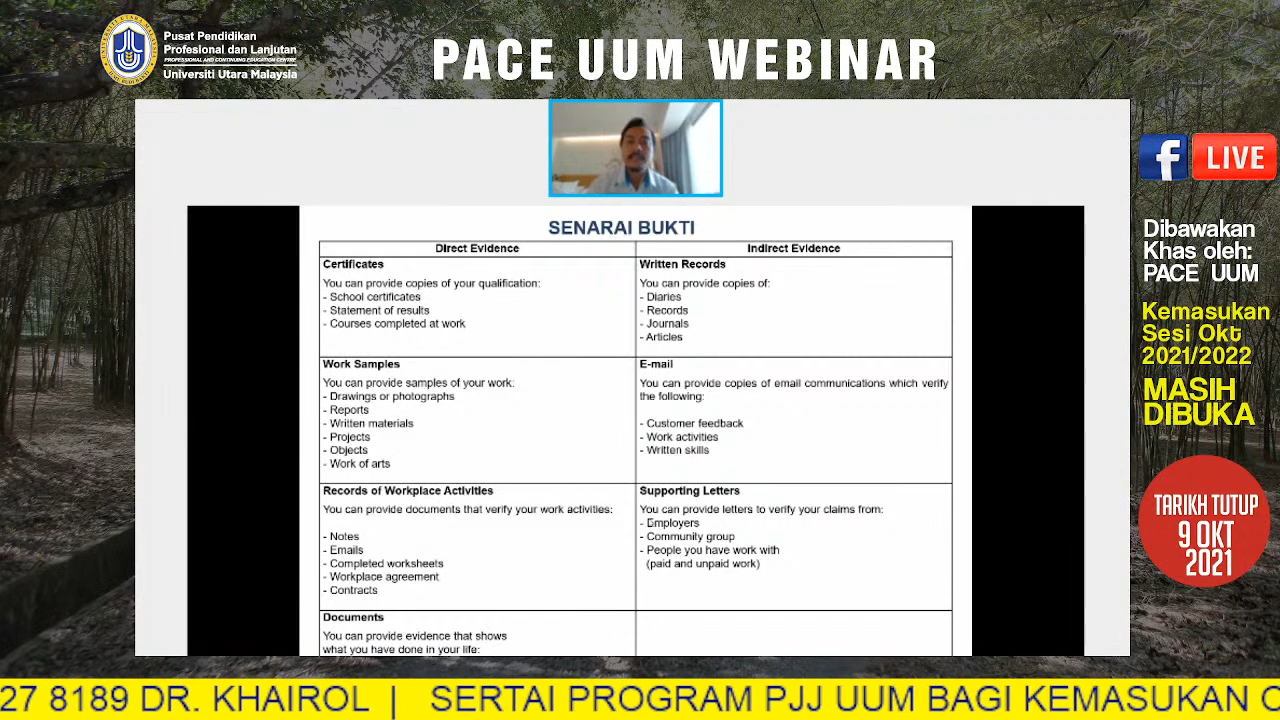 Pusat Pendidikan
Profesional dan Lanjutan
PROFESSIONAL AND CONTINUING EDUCATION CENTRE
Universiti Utara Malaysia
PACE UUM WEBINAR
f LIVE
Dibawakan
Khas oleh:
PACE UUM
Kemasukan
Sesi Okt
2021/2022
MASIH
DIBUKA
TARIKH TUTUP
9 OKT
2021
SENARAI BUKTI
Direct Evidence
Indirect Evidence
Certificates
You can provide copies of your qualification:
- School certificates
- Statement of results
- Courses completed at work
Written Records
You can provide copies of:
- Diaries
- Records
- Journals
- Articles
Work Samples
You can provide samples of your work:
- Drawings or photographs
- Reports
- Written materials
- Projects
- Objects
- Work of arts
E-mail
You can provide copies of email communications which verify
the following:
- Customer feedback
- Work activities
- Written skills
Records of Workplace Activities
You can provide documents that verify your work activities:
- Notes
- Emails
- Completed worksheets
- Workplace agreement
- Contracts
Supporting Letters
You can provide letters to verify your claims from:
- Employers
- Community group
- People you have work with
(paid and unpaid work)
Documents
You can provide evidence that shows
what you have done in your life:
27 8189 DR. KHAIROL | SERTAI PROGRAM PJJ UUM BAGI KEMASUKAN